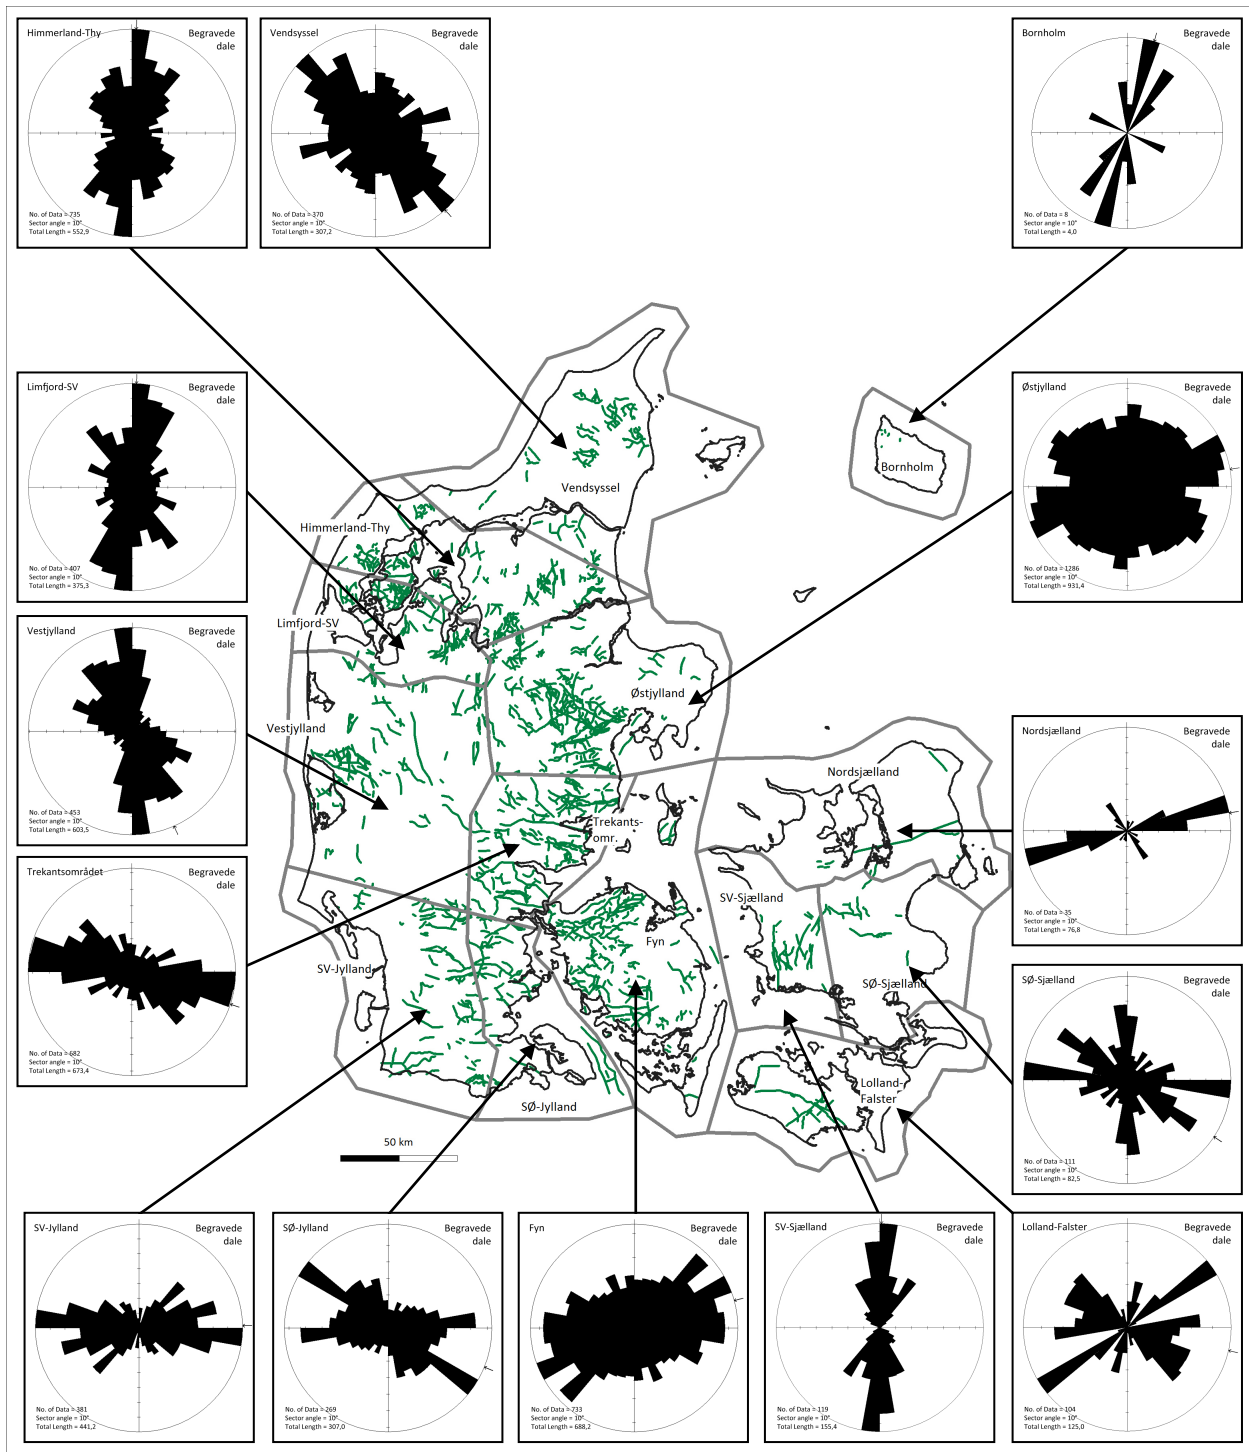 Himmerland-Thy
Begravede
dale
No. of Data = 735
Sector angle = 10°
Total Length = 552,9
Vendsyssel
Begravede
dale
No. of Data = 370
Sector angle = 10°
Total Length = 307,2
Bornholm
Begravede
dale
No. of Data = 8
Sector angle = 10°
Total Length = 4,0
Limfjord-SV
Begravede
dale
No. of Data = 407
Sector angle = 10°
Total Length = 375,3
Østjylland
Begravede
dale
No. of Data = 1286
Sector angle = 10°
Total Length = 931,4
Vestjylland
Begravede
dale
No. of Data = 453
Sector angle = 10°
Total Length = 603,5
Nordsjælland
Begravede
dale
No. of Data = 35
Sector angle = 10°
Total Length = 76,8
Trekantsområdet
Begravede
dale
No. of Data = 682
Sector angle = 10°
Total Length = 673,4
SØ-Sjælland
Begravede
dale
No. of Data = 111
Sector angle = 10°
Total Length = 82,5
Bornholm
Vendsyssel
Himmerland-Thy
Limfjord-SV
Østjylland
Vestjylland
Nordsjælland
Trekants-
omr.
SV-Sjælland
Fyn
SV-Jylland
SØ-Sjælland
Lolland-
Falster
SØ-Jylland
50 km
SV-Jylland
Begravede
dale
No. of Data = 381
Sector angle = 10°
Total Length = 441,2
SØ-Jylland
Begravede
dale
No. of Data = 269
Sector angle = 10°
Total Length = 307,0
Fyn
Begravede
dale
No. of Data = 733
Sector angle = 10°
Total Length = 688,2
SV-Sjælland
Begravede
dale
No. of Data = 119
Sector angle = 10°
Total Length = 155,4
Lolland-Falster
Begravede
dale
No. of Data = 104
Sector angle = 10°
Total Length = 125,0